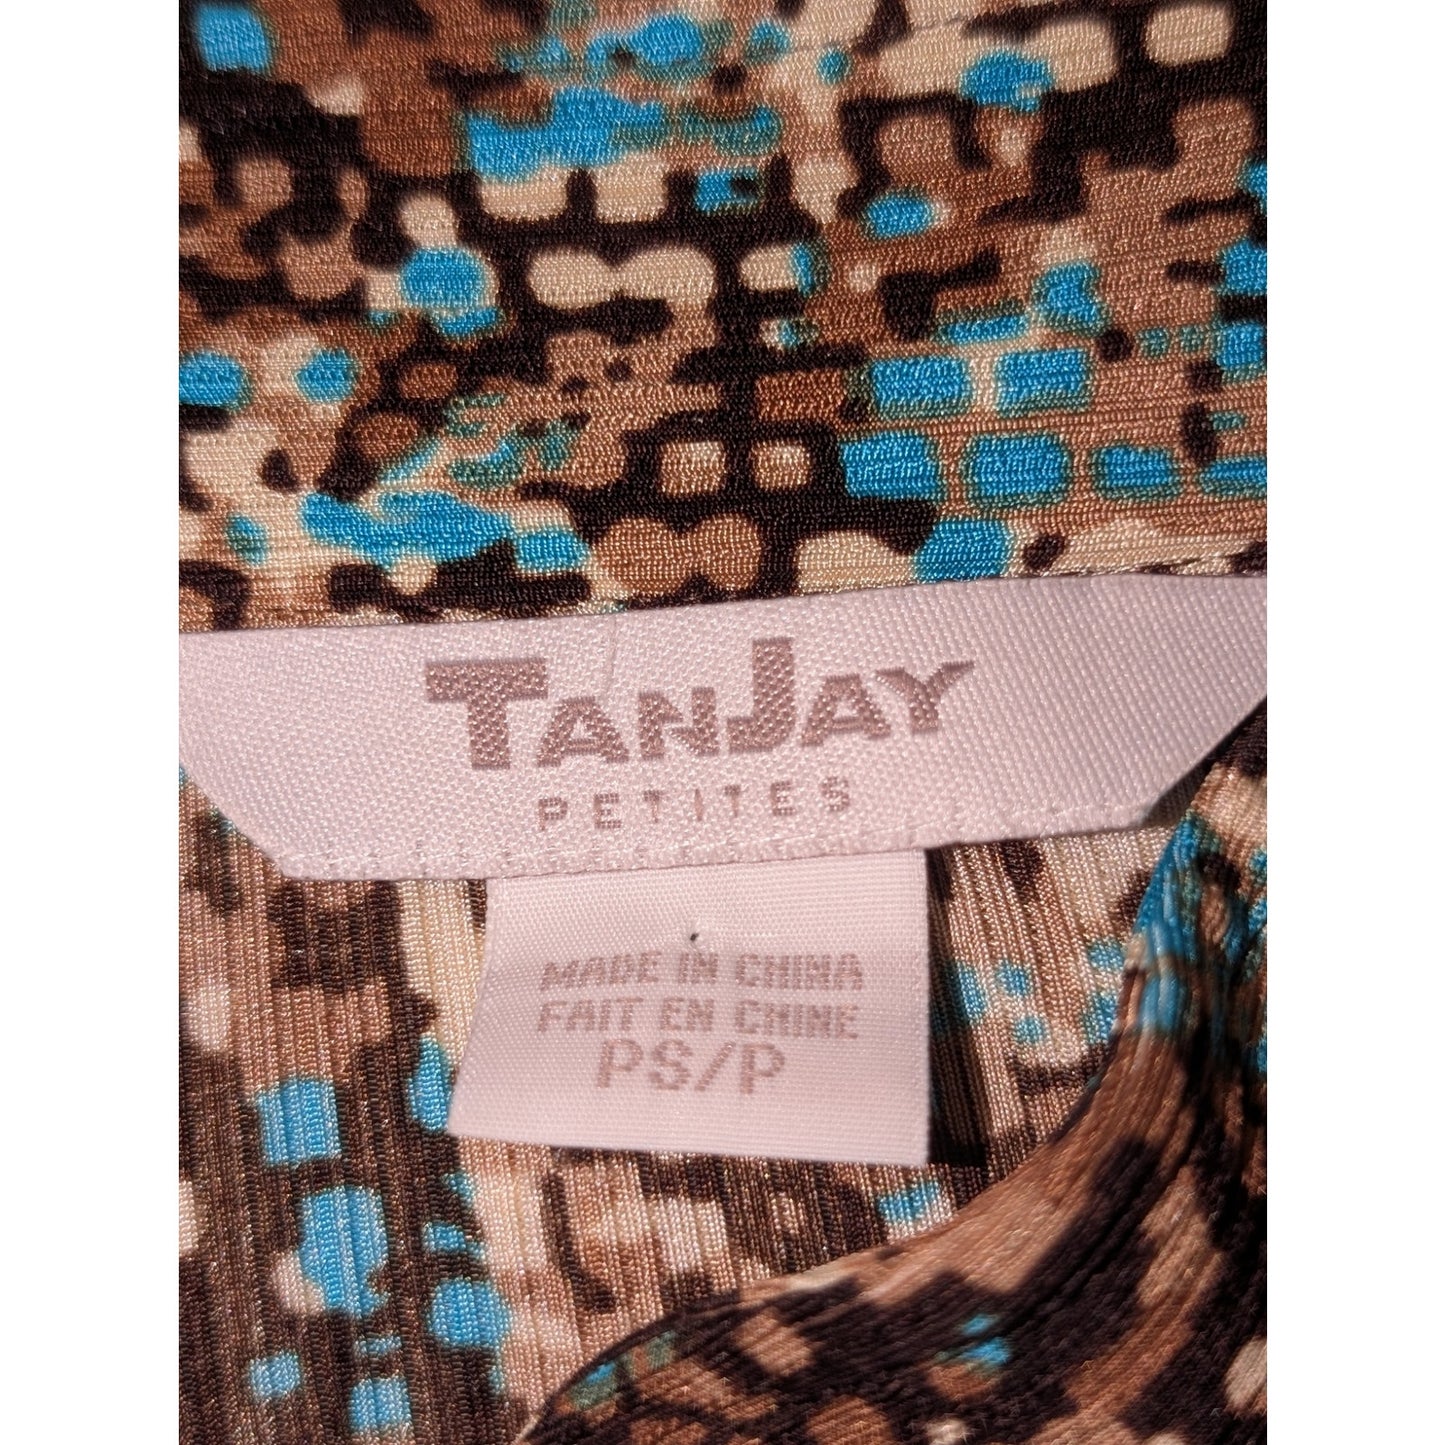 TANJAY
PETITES
MADE IN CHINA
FAIT EN CHINE
PS/P